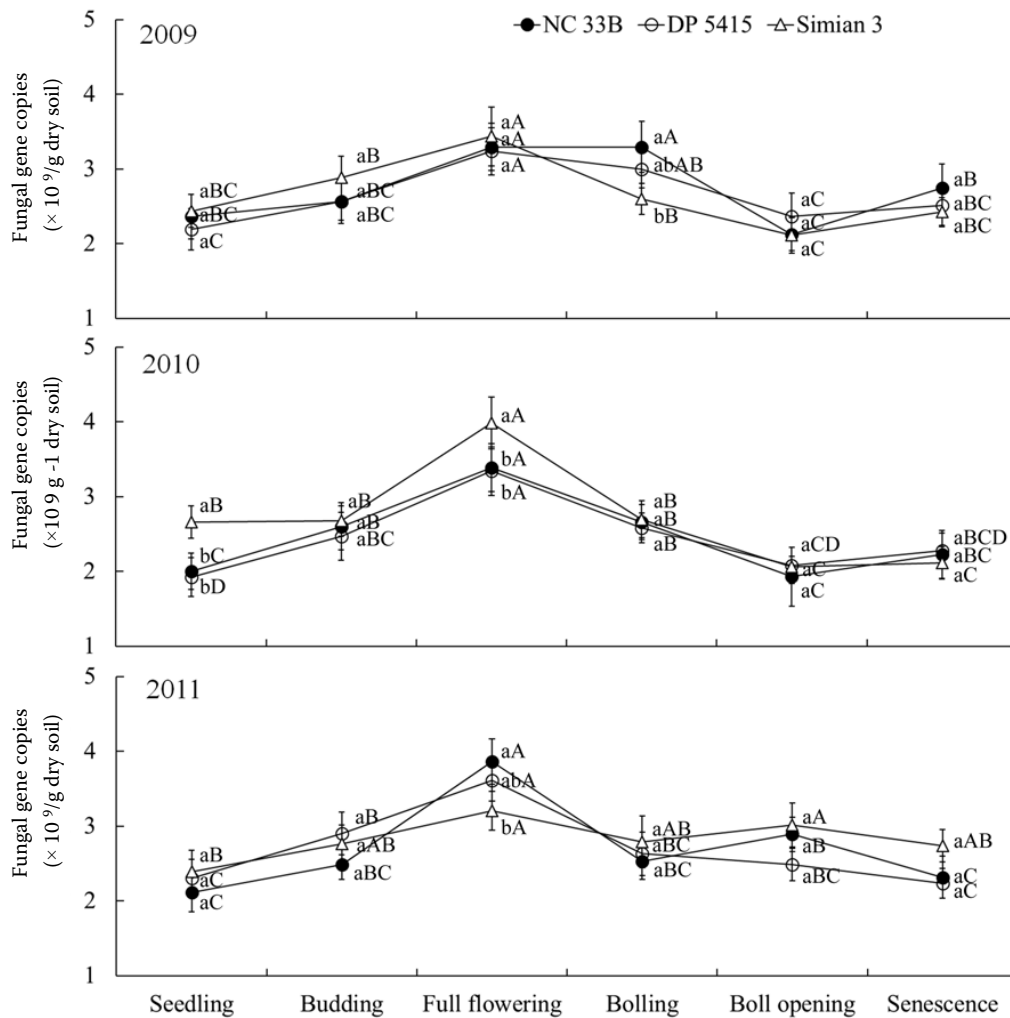 5
2009
NC 33B DP 5415 Simian 3
4
3
2
1
Fungal gene copies
(× 10 ⁹/g dry soil)
aBC
aBC
aC
aB
aBC
aBC
aA
aA
aA
aA
abAB
bB
aC
aC
aC
aB
aBC
aBC
5
2010
4
3
2
1
Fungal gene copies
(×10 9 g -1 dry soil)
aB
bC
bD
aB
aB
aBC
aA
bA
bA
aB
aB
aB
aCD
aC
aC
aBCD
aBC
aC
5
2011
4
3
2
1
Fungal gene copies
(× 10 ⁹/g dry soil)
aB
aC
aC
aB
aAB
aBC
aA
abA
bA
aAB
aBC
aBC
aA
aB
aBC
aAB
aC
aC
Seedling Budding Full flowering Bolling Boll opening Senescence